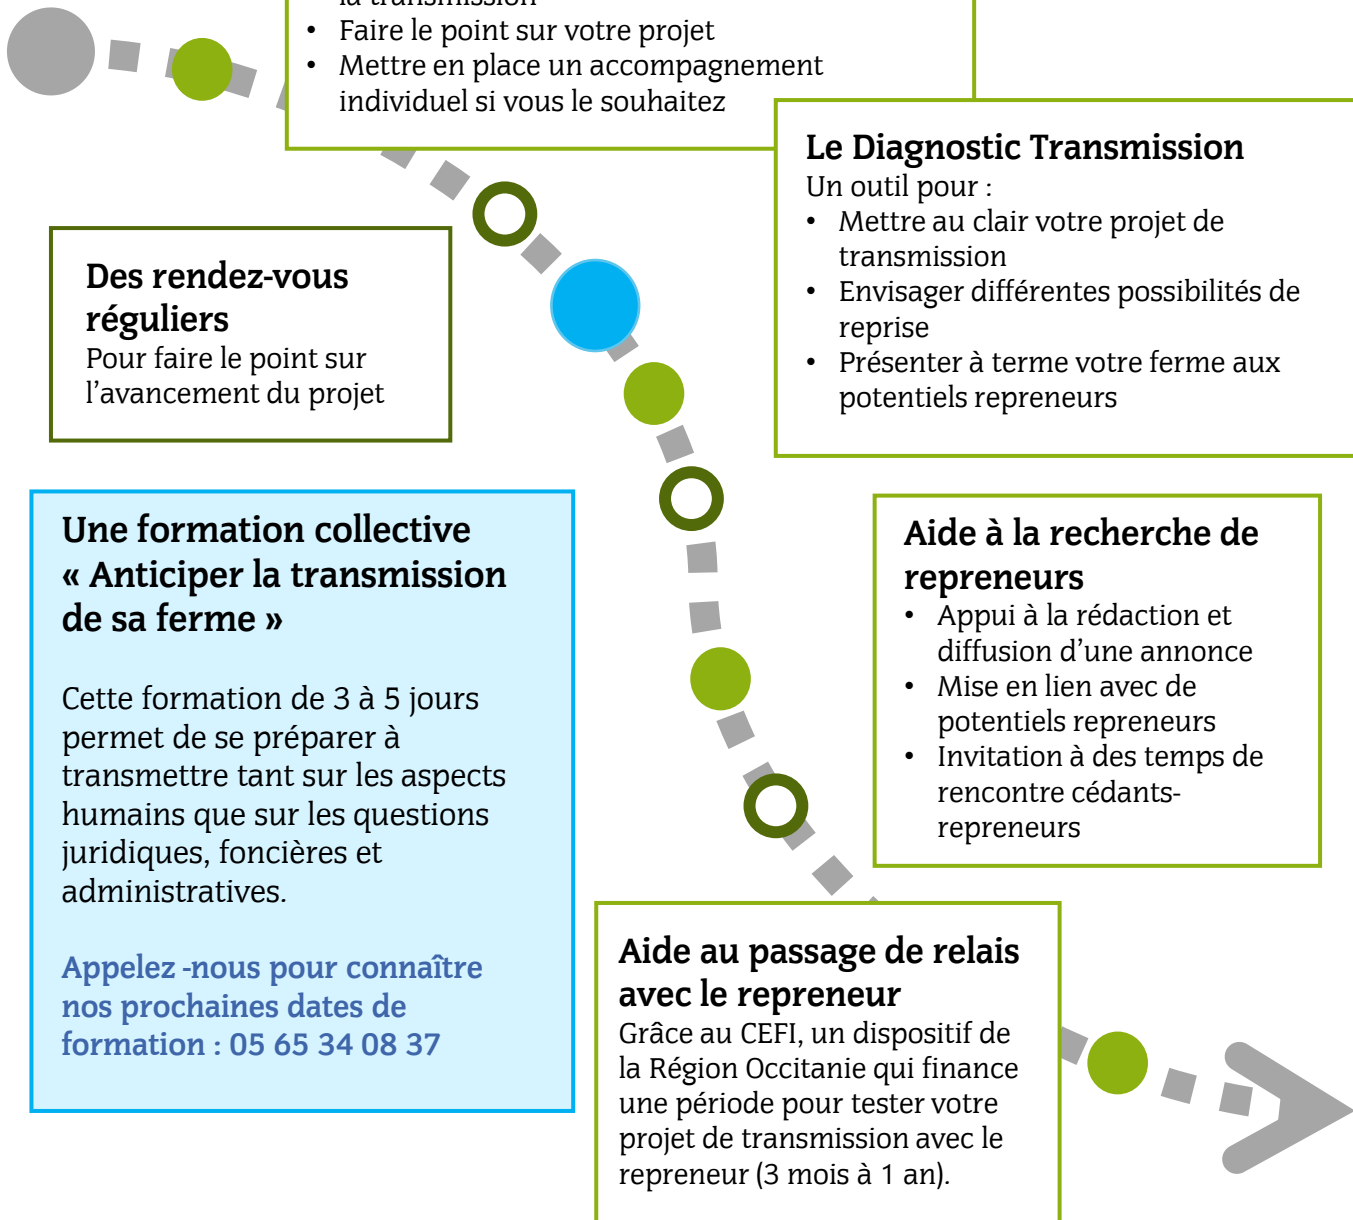 la transmission
• Faire le point sur votre projet
• Mettre en place un accompagnement
individuel si vous le souhaitez
Le Diagnostic Transmission
Un outil pour :
• Mettre au clair votre projet de
transmission
• Envisager différentes possibilités de
reprise
• Présenter à terme votre ferme aux
potentiels repreneurs
Des rendez-vous
réguliers
Pour faire le point sur
l’avancement du projet
Une formation collective
« Anticiper la transmission
de sa ferme »
Cette formation de 3 à 5 jours
permet de se préparer à
transmettre tant sur les aspects
humains que sur les questions
juridiques, foncières et
administratives.
Appelez -nous pour connaître
nos prochaines dates de
formation : 05 65 34 08 37
Aide à la recherche de
repreneurs
• Appui à la rédaction et
diffusion d’une annonce
• Mise en lien avec de
potentiels repreneurs
• Invitation à des temps de
rencontre cédants-
repreneurs
Aide au passage de relais
avec le repreneur
Grâce au CEFI, un dispositif de
la Région Occitanie qui finance
une période pour tester votre
projet de transmission avec le
repreneur (3 mois à 1 an).